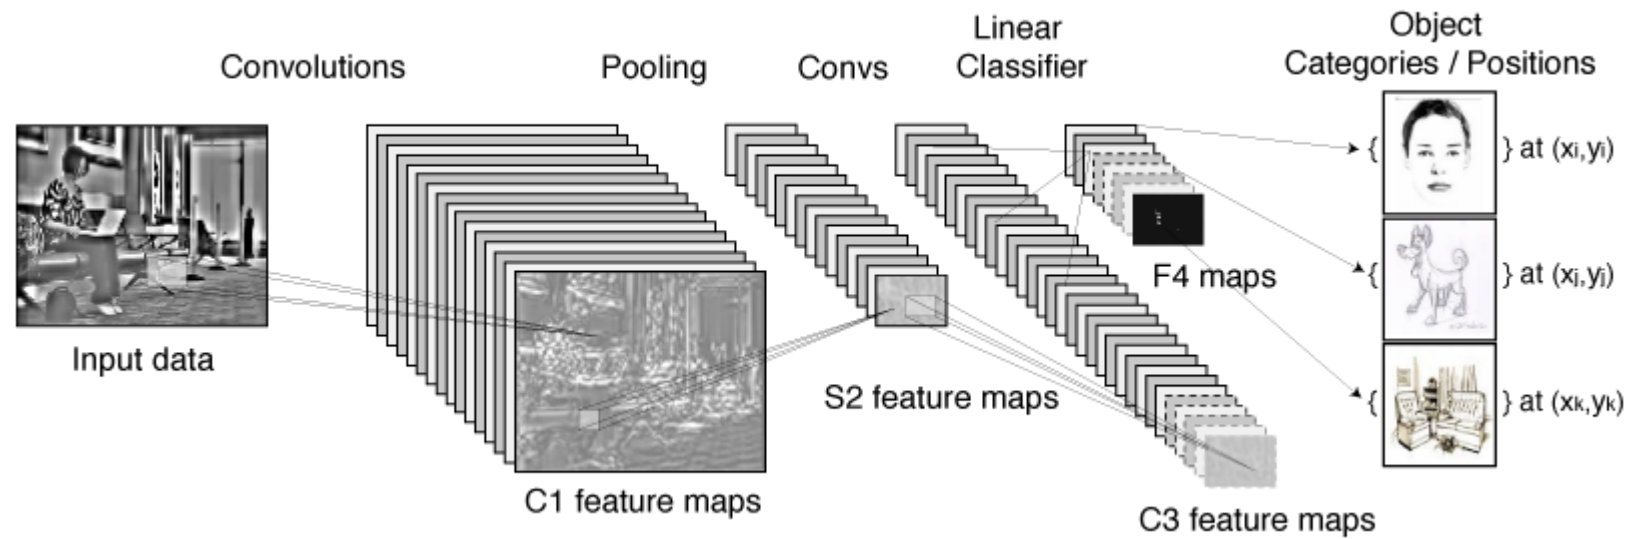 Convolutions
Pooling
Convs
Linear
Classifier
Object
Categories / Positions
Input data
C1 feature maps
S2 feature maps
C3 feature maps
F4 maps
{ } at (xi,yi)
{ } at (xj,yj)
{ } at (xk,yk)